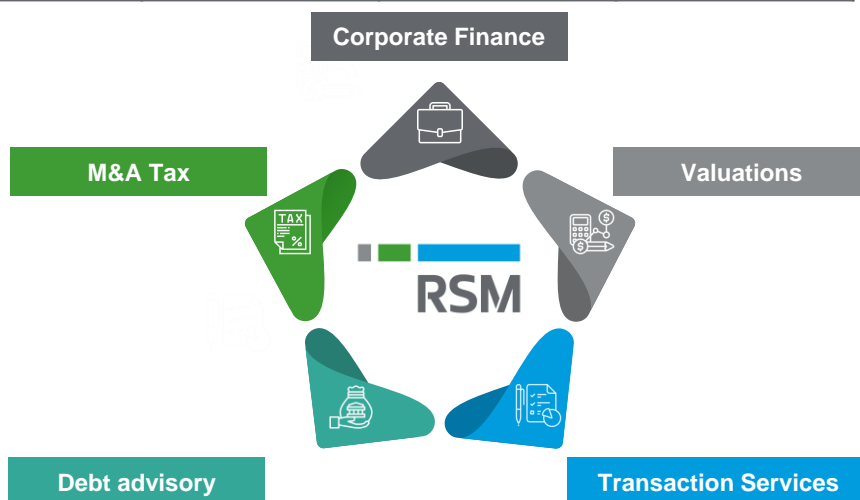 Corporate Finance
M&A Tax
Valuations
TAX
%
$
$
RSM
Debt advisory
Transaction Services